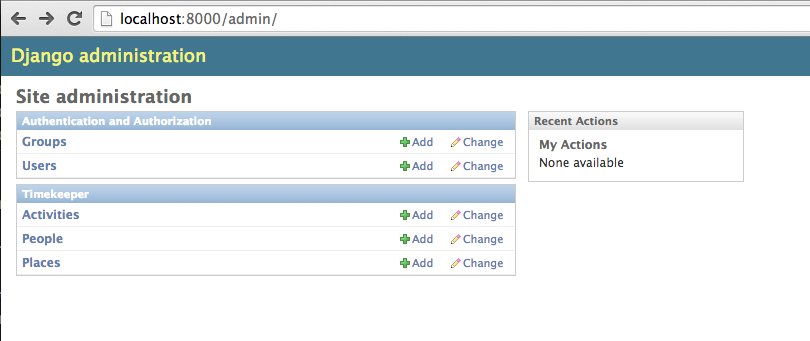 localhost:8000/admin/
Django administration
Site administration
Authentication and Authorization
Groups Add Change
Users Add Change
Timekeeper
Activities Add Change
People Add Change
Places Add Change
Recent Actions
My Actions
None available